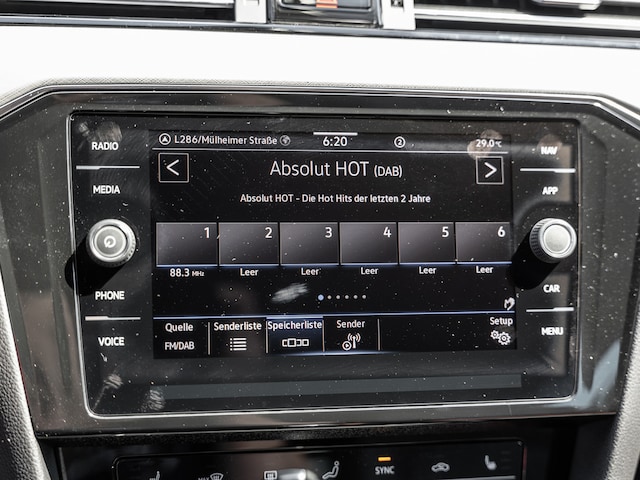 L286/Mülheimer Straße 6:20 2 29.0°C
RADIO
NAV
< Absolut HOT (DAB) >
MEDIA
APP
Absolut HOT - Die Hot Hits der letzten 2 Jahre
1 2 3 4 5 6
88.3 MHz Leer Leer Leer Leer Leer
PHONE
CAR
Quelle Senderliste Speicherliste Sender Setup
FM/DAB
VOICE
MENU
MAX SYNC